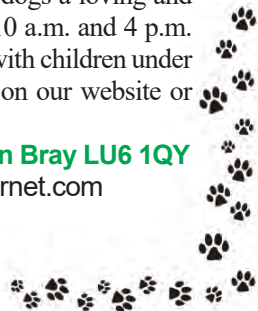 dogs a loving and
10 a.m. and 4 p.m.
with children under
on our website or
n Bray LU6 1QY
rnet.com